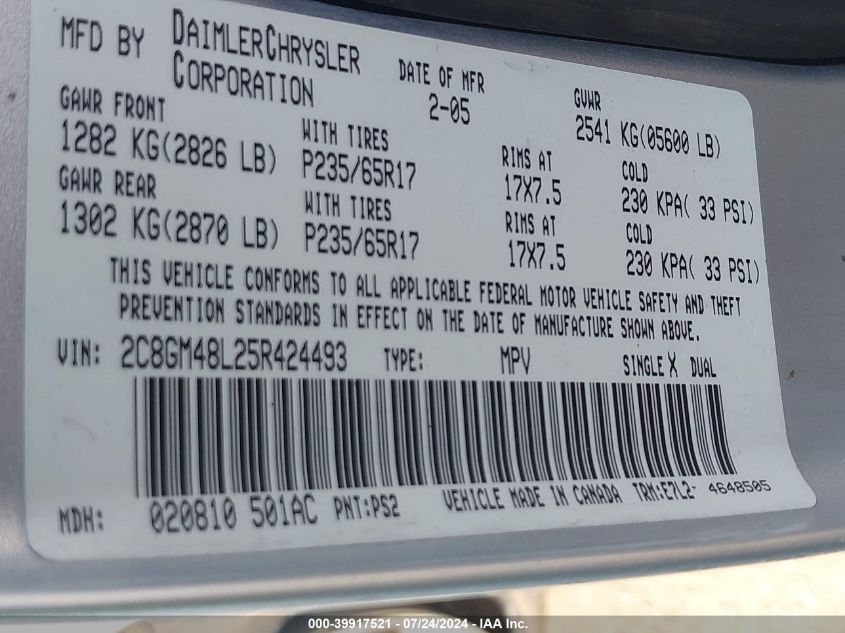 MFD BY DAIMLERCHRYSLER CORPORATION DATE OF MFR 2-05 GVWR 2541 KG(05600 LB)
GAWR FRONT 1282 KG(2826 LB) WITH TIRES P235/65R17 RIMS AT 17X7.5 COLD 230 KPA( 33 PSI)
GAWR REAR 1302 KG(2870 LB) WITH TIRES P235/65R17 RIMS AT 17X7.5 COLD 230 KPA( 33 PSI)
THIS VEHICLE CONFORMS TO ALL APPLICABLE FEDERAL MOTOR VEHICLE SAFETY AND THEFT
PREVENTION STANDARDS IN EFFECT ON THE DATE OF MANUFACTURE SHOWN ABOVE.
VIN: 2C8GM48L25R424493 TYPE: MPV SINGLE X DUAL
MDH: 020810 501AC PNT:PS2 VEHICLE MADE IN CANADA TRM:E7L2- 4648505
000-39917521 - 07/24/2024 - IAA Inc.